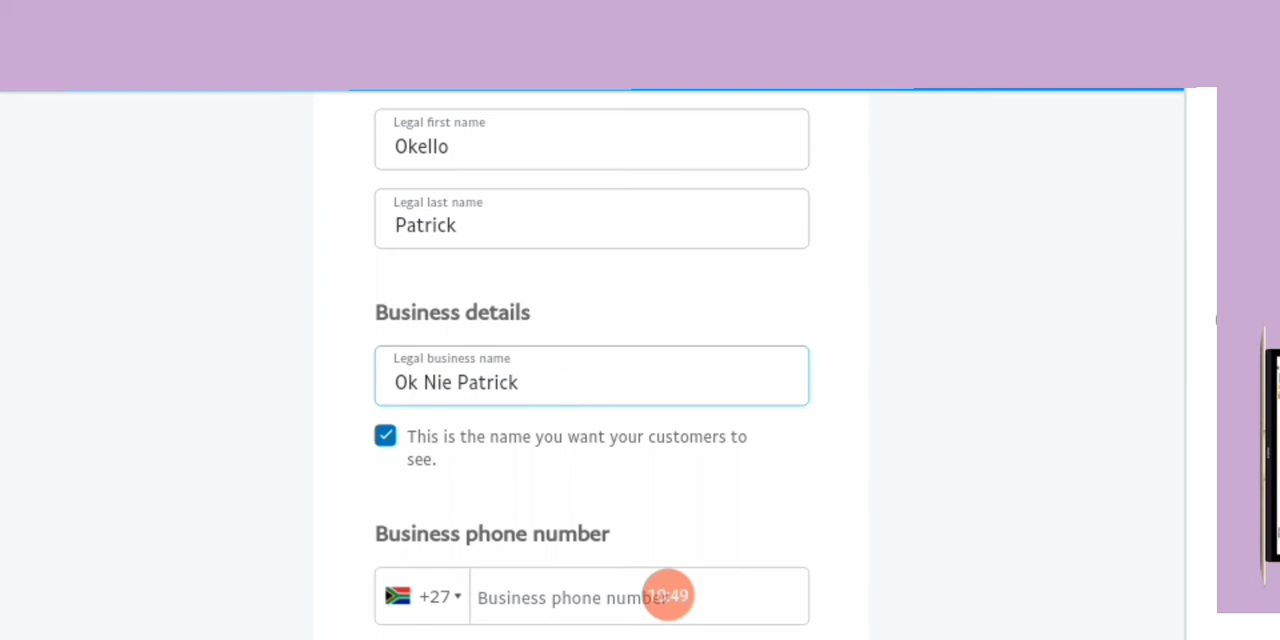 Legal first name
Okello
Legal last name
Patrick
Business details
Legal business name
Ok Nie Patrick
This is the name you want your customers to
see.
Business phone number
+27 Business phone number